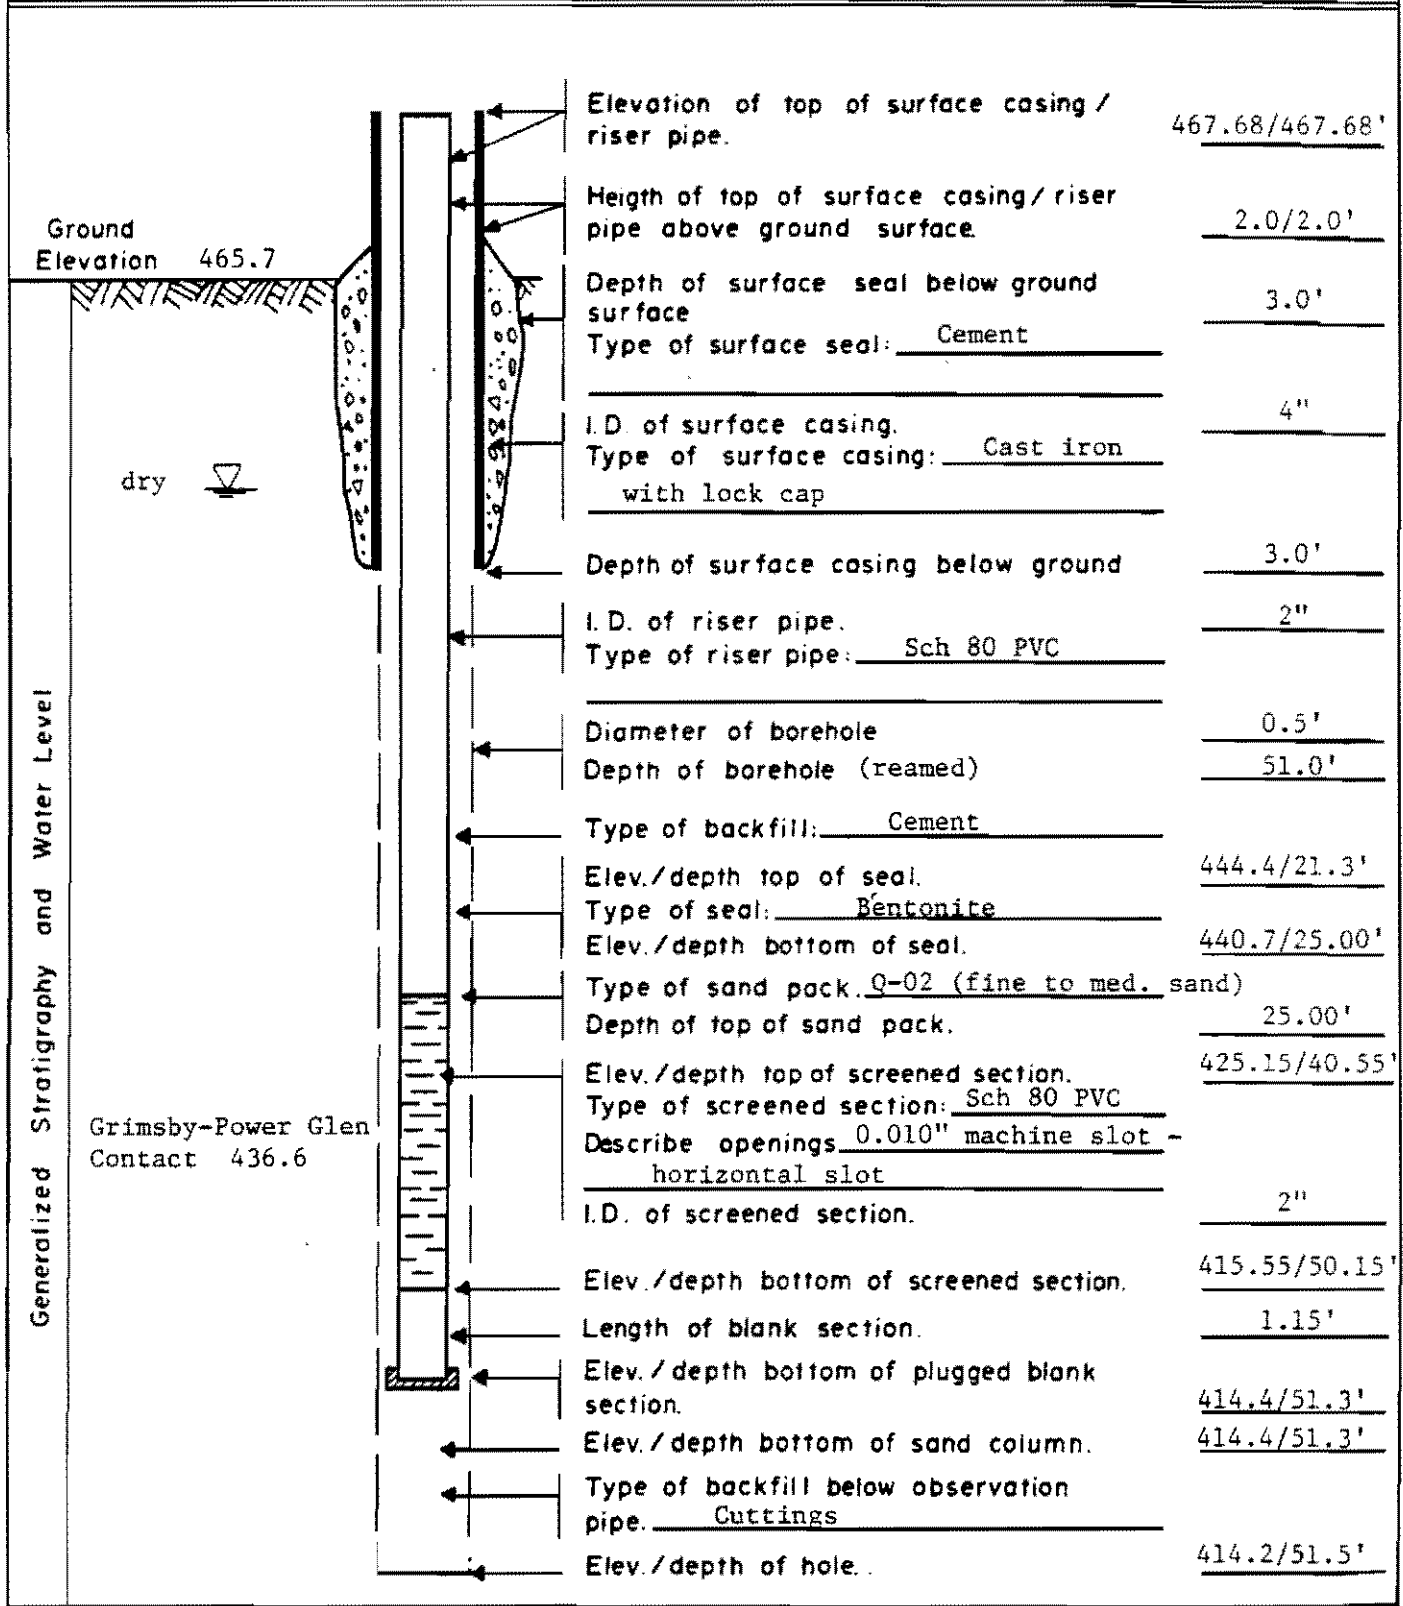 Elevation of top of surface casing / 
riser pipe. 467.68/467.68'
Heigth of top of surface casing/riser
pipe above ground surface. 2.0/2.0'
Ground
Elevation 465.7
Depth of surface seal below ground
surface 3.0'
Type of surface seal: Cement
I.D. of surface casing. 4"
Type of surface casing: Cast iron
with lock cap
dry
Depth of surface casing below ground 3.0'
I.D. of riser pipe. 2"
Type of riser pipe: Sch 80 PVC
Diameter of borehole 0.5'
Depth of borehole (reamed) 51.0'
Type of backfill: Cement
Elev./depth top of seal. 444.4/21.3'
Type of seal: Bentonite
Elev./depth bottom of seal. 440.7/25.00'
Type of sand pack. Q-02 (fine to med. sand)
Depth of top of sand pack. 25.00'
Elev./depth top of screened section. 425.15/40.55'
Type of screened section: Sch 80 PVC
Describe openings 0.010" machine slot -
horizontal slot
I.D. of screened section. 2"
Grimsby-Power Glen
Contact 436.6
Elev./depth bottom of screened section. 415.55/50.15'
Length of blank section. 1.15'
Elev./depth bottom of plugged blank
section. 414.4/51.3'
Elev./depth bottom of sand column. 414.4/51.3'
Type of backfill below observation
pipe. Cuttings
Elev./depth of hole. 414.2/51.5'
Generalized Stratigraphy and Water Level